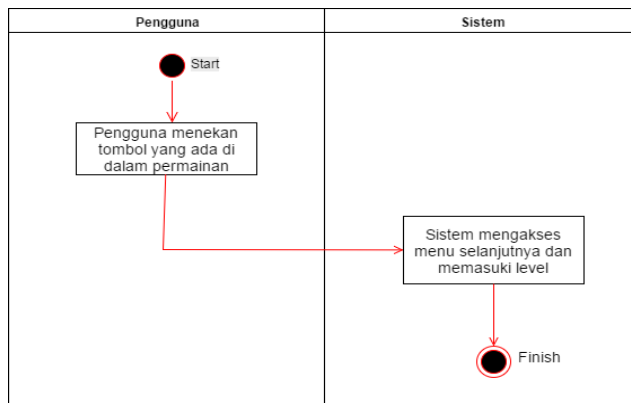 Pengguna
Sistem
Start
Pengguna menekan
tombol yang ada di
dalam permainan
Sistem mengakses
menu selanjutnya dan
memasuki level
Finish